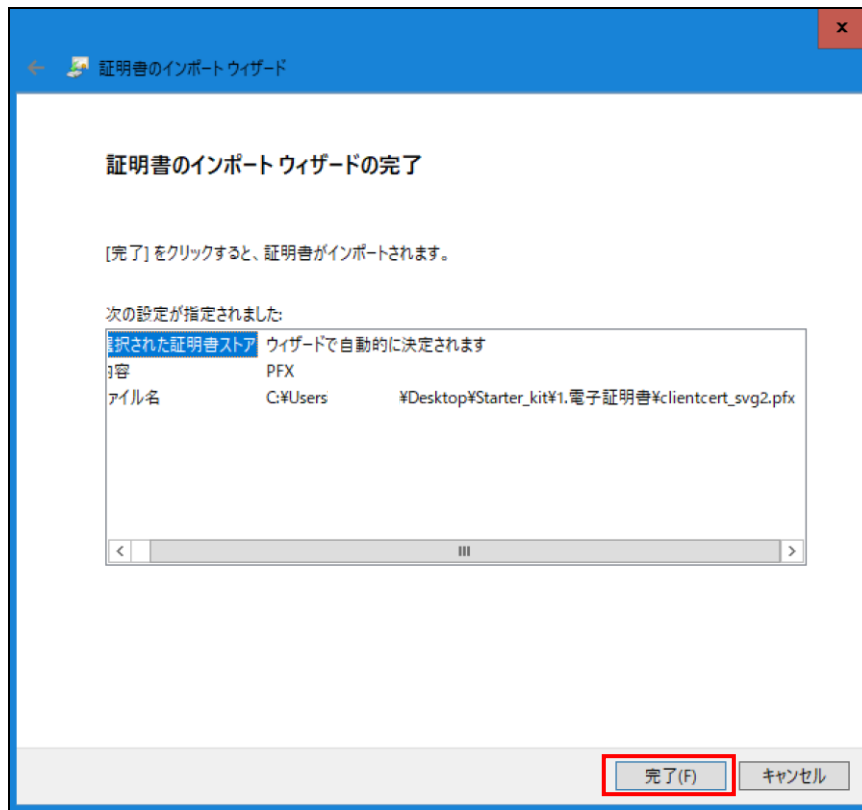 証明書のインポート ウィザード
証明書のインポート ウィザードの完了
[完了] をクリックすると、証明書がインポートされます。
次の設定が指定されました:
択された証明書ストア ウィザードで自動的に決定されます
容 PFX
ァイル名 C:¥Users ¥Desktop¥Starter_kit¥1.電子証明書¥clientcert_svg2.pfx
完了(F) キャンセル